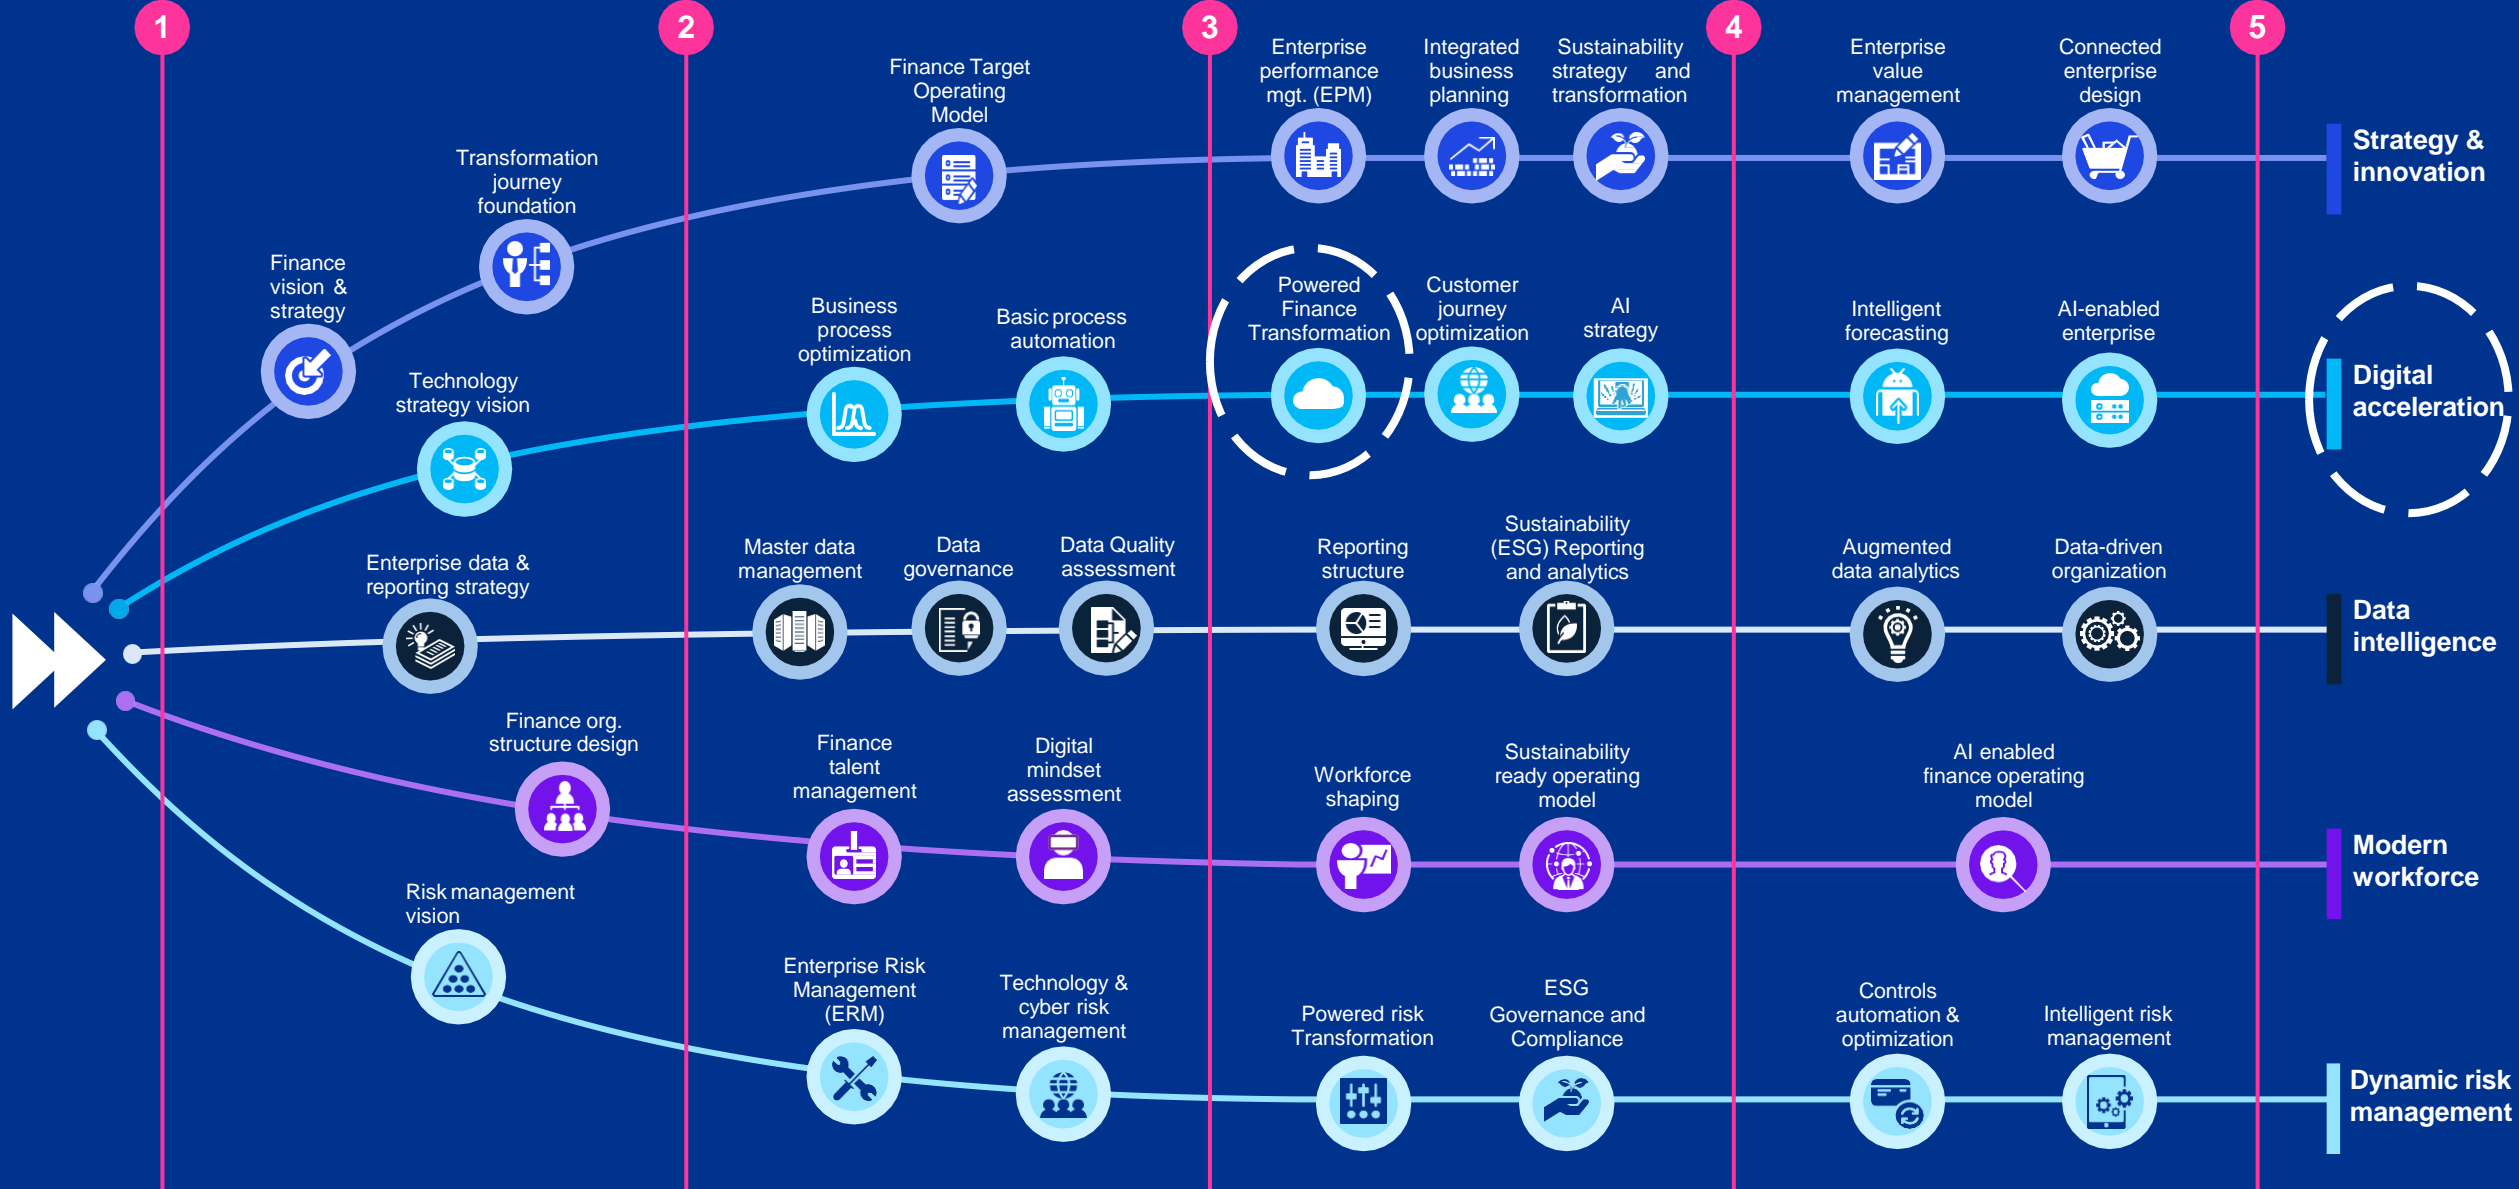 1
2
3
4
5
Finance
vision &
strategy
Transformation
journey
foundation
Finance Target
Operating
Model
Enterprise
performance
mgt. (EPM)
Integrated
business
planning
Sustainability
strategy and
transformation
Enterprise
value
management
Connected
enterprise
design
Strategy &
innovation
Technology
strategy vision
Business
process
optimization
Basic process
automation
Powered
Finance
Transformation
Customer
journey
optimization
AI
strategy
Intelligent
forecasting
AI-enabled
enterprise
Digital
acceleration
Enterprise data &
reporting strategy
Master data
management
Data
governance
Data Quality
assessment
Reporting
structure
Sustainability
(ESG) Reporting
and analytics
Augmented
data analytics
Data-driven
organization
Data
intelligence
Finance org.
structure design
Finance
talent
management
Digital
mindset
assessment
Workforce
shaping
Sustainability
ready operating
model
AI enabled
finance operating
model
Modern
workforce
Risk management
vision
Enterprise Risk
Management
(ERM)
Technology &
cyber risk
management
Powered risk
Transformation
ESG
Governance and
Compliance
Controls
automation &
optimization
Intelligent risk
management
Dynamic risk
management